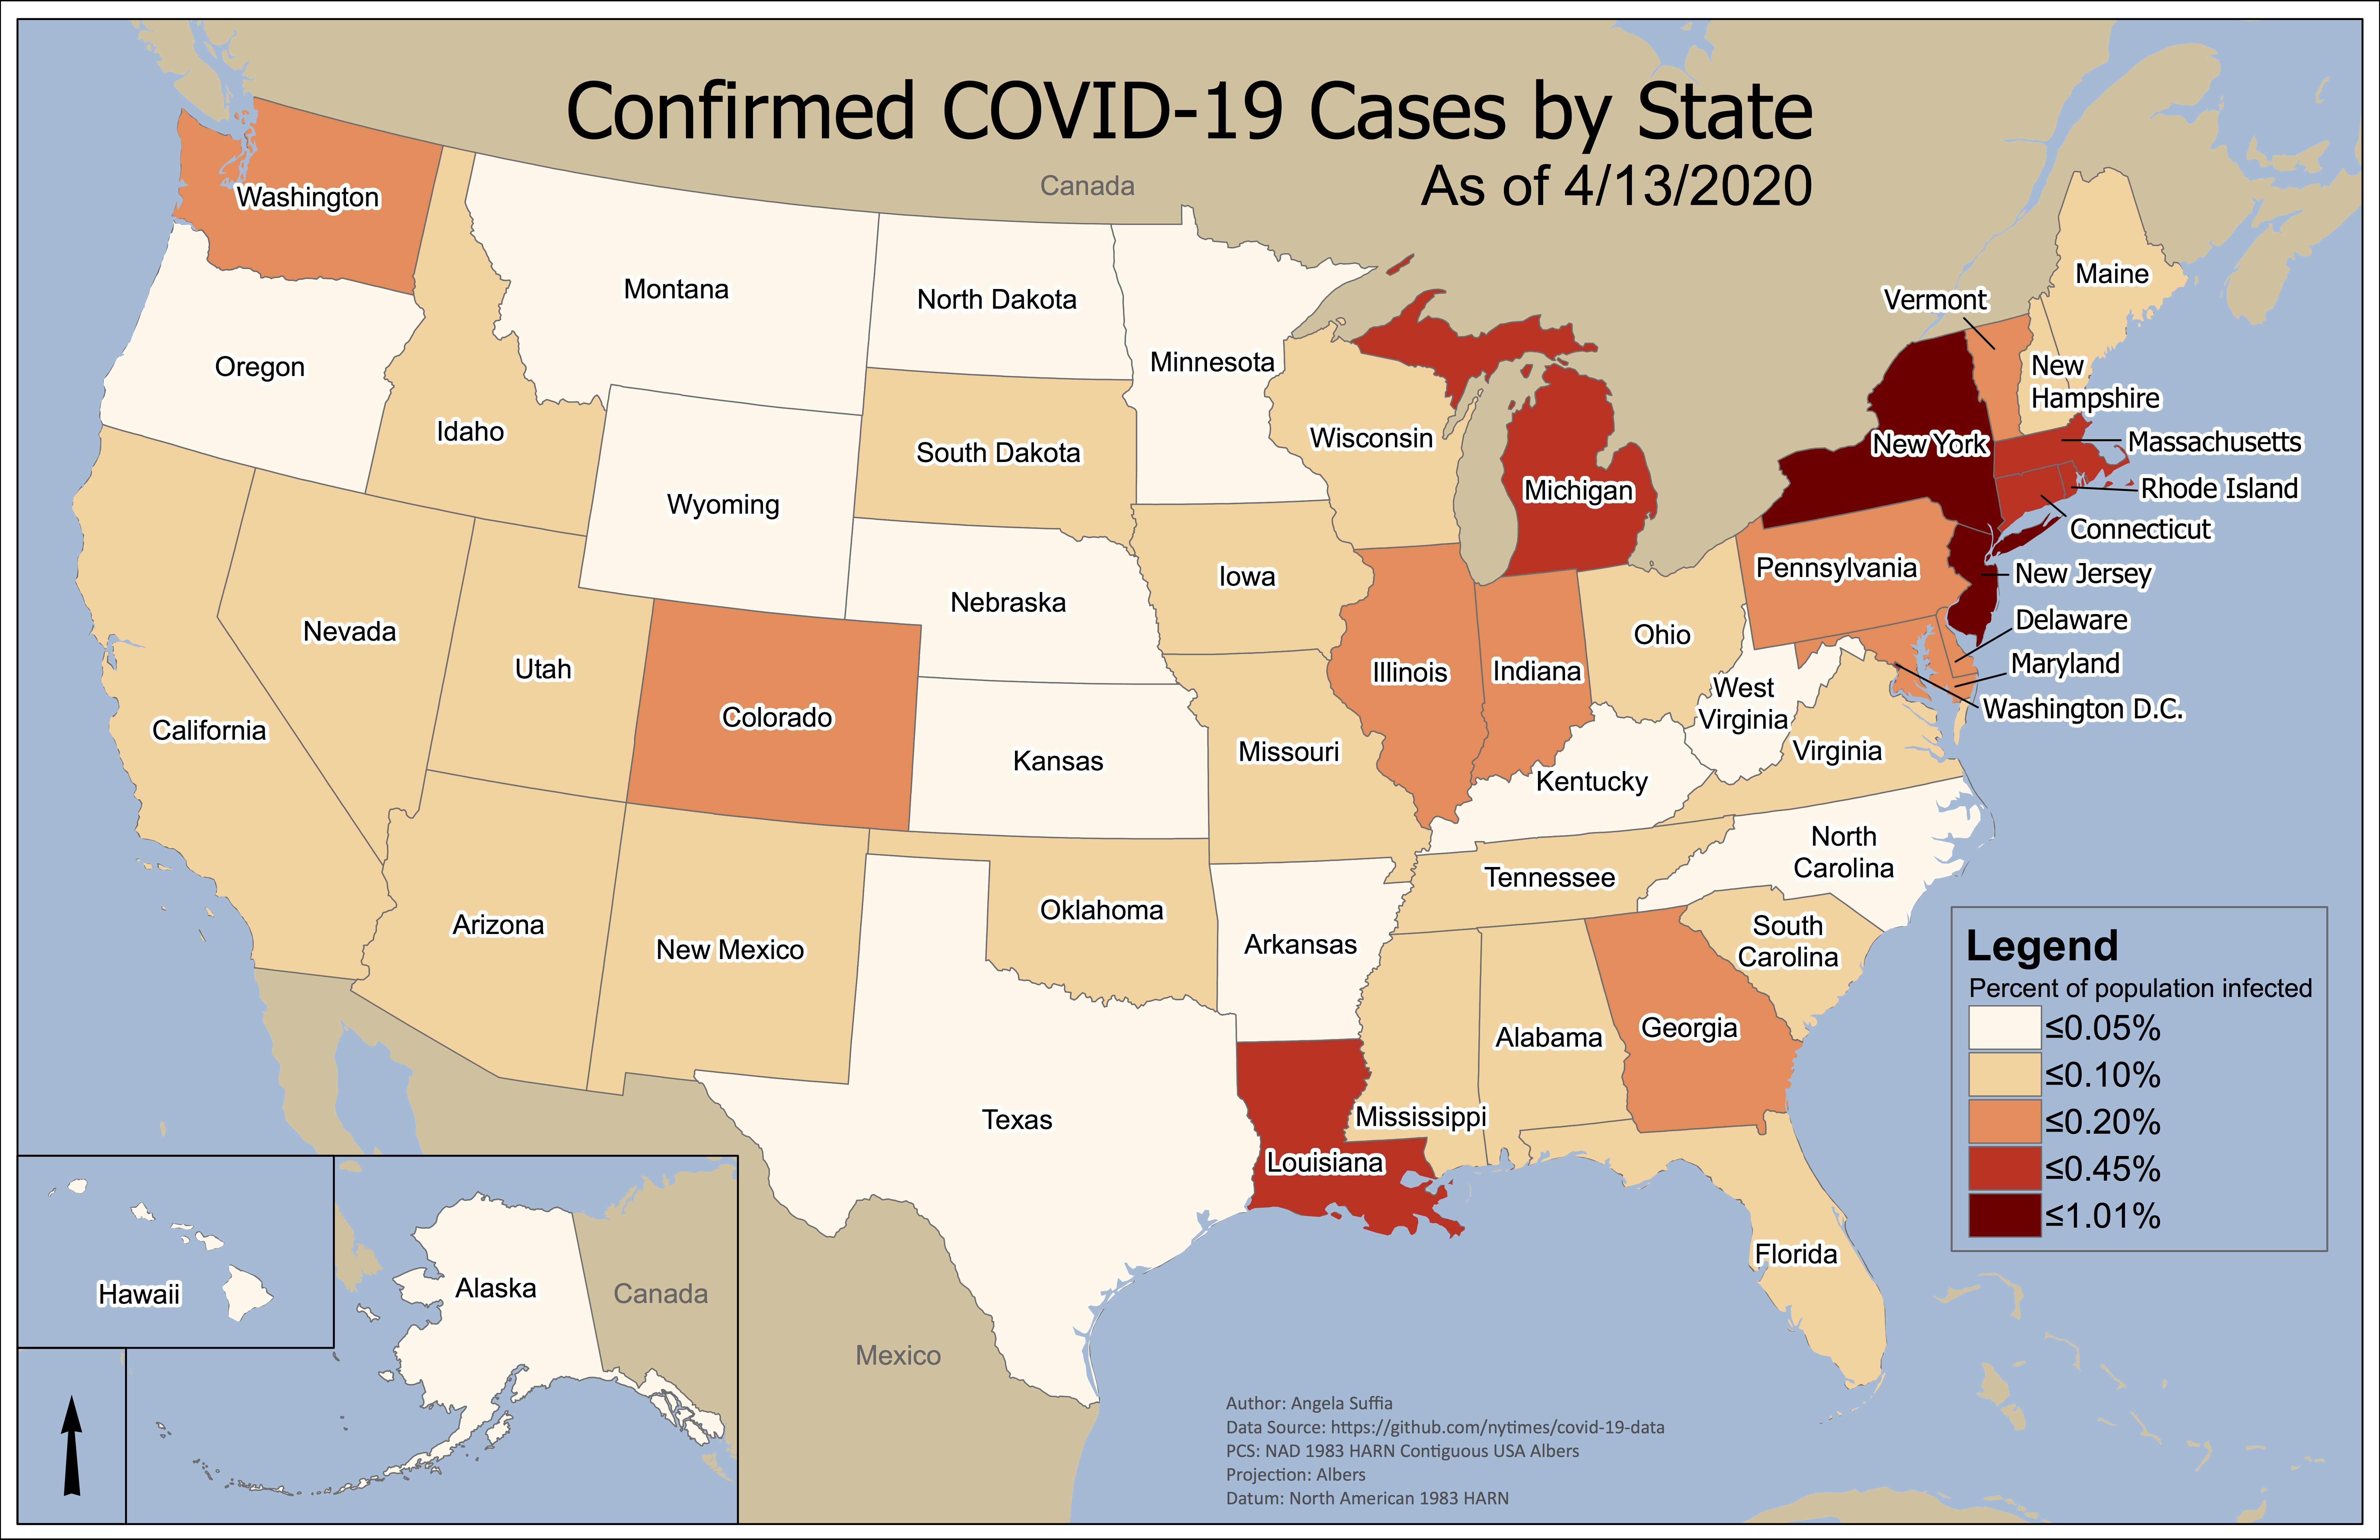 Confirmed COVID-19 Cases by State
As of 4/13/2020
Canada
Washington
Montana
North Dakota
Minnesota
Oregon
Idaho
Wyoming
South Dakota
Wisconsin
Michigan
Vermont
Maine
New
Hampshire
New York
Massachusetts
Rhode Island
Connecticut
Pennsylvania
New Jersey
Delaware
Maryland
Washington D.C.
Nevada
Utah
California
Colorado
Nebraska
Kansas
Iowa
Missouri
Illinois
Indiana
Ohio
West
Virginia
Virginia
Kentucky
North
Carolina
Tennessee
South
Carolina
Arizona
New Mexico
Oklahoma
Arkansas
Texas
Louisiana
Mississippi
Alabama
Georgia
Florida
Legend
Percent of population infected
≤0.05%
≤0.10%
≤0.20%
≤0.45%
≤1.01%
Hawaii
Alaska
Canada
Mexico
Author: Angela Suffia
Data Source: https://github.com/nytimes/covid-19-data
PCS: NAD 1983 HARN Contiguous USA Albers
Projection: Albers
Datum: North American 1983 HARN